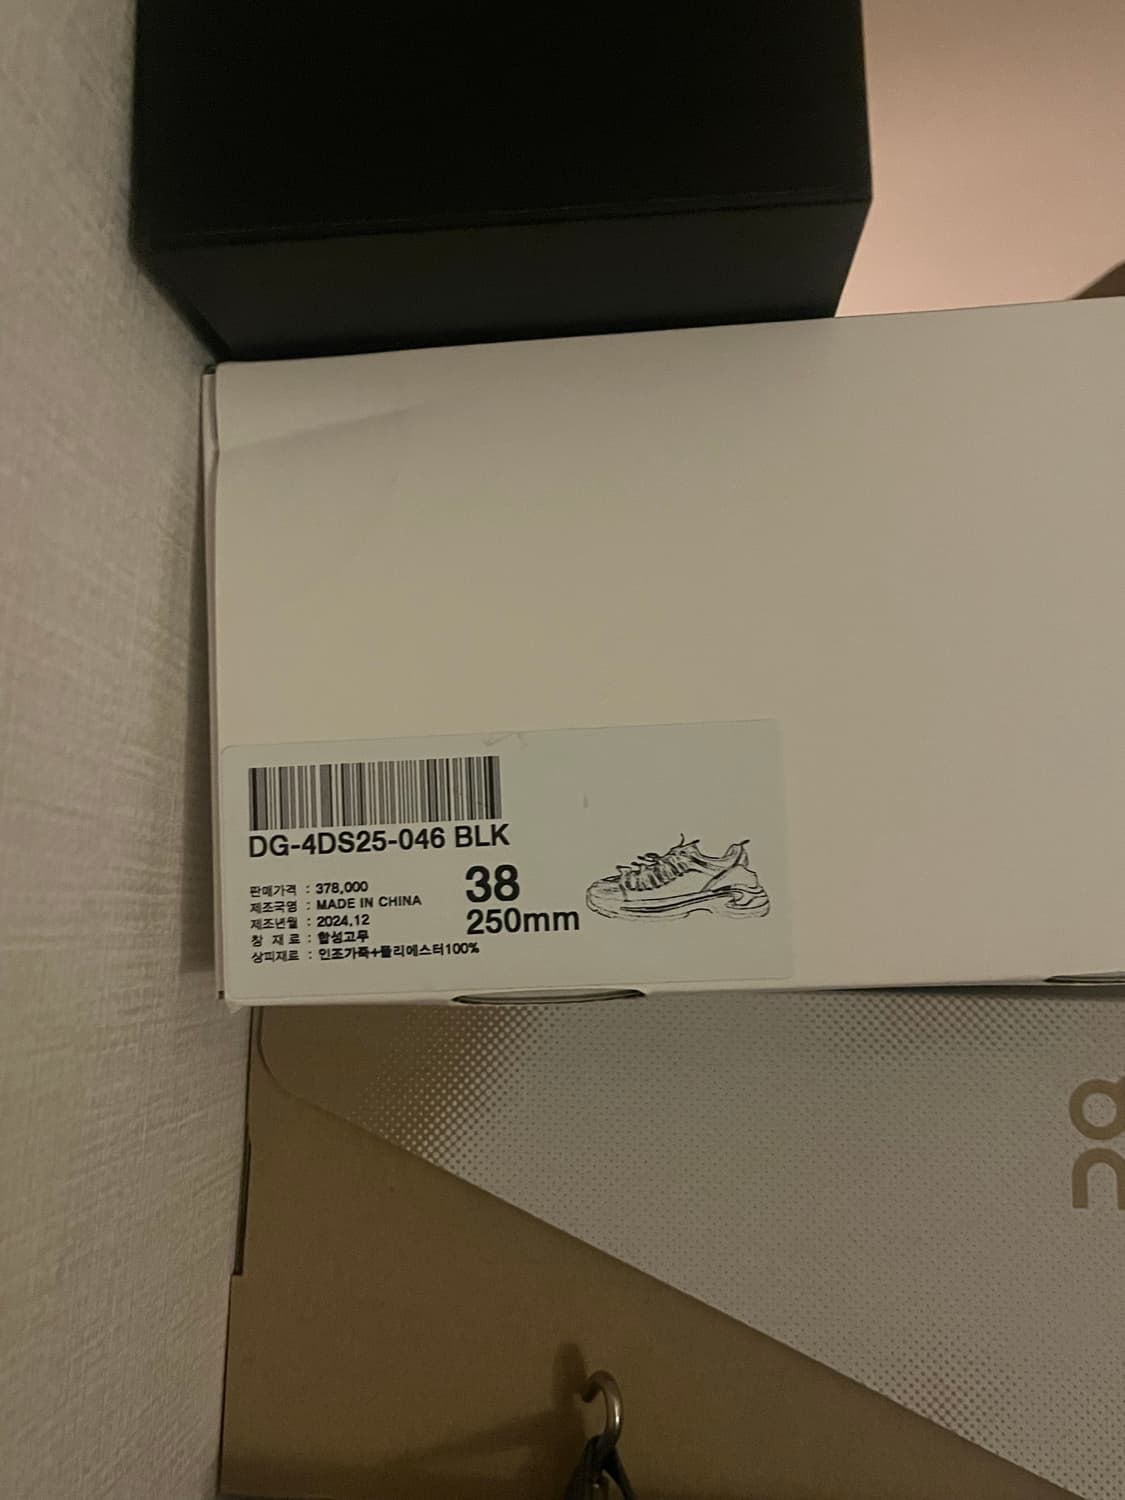 DG-4DS25-046 BLK
판매가격 : 378,000
제조국명 : MADE IN CHINA
제조년월 : 2024.12
창 재 료 : 합성고무
상피재료 : 인조가죽+폴리에스터100%
38
250mm